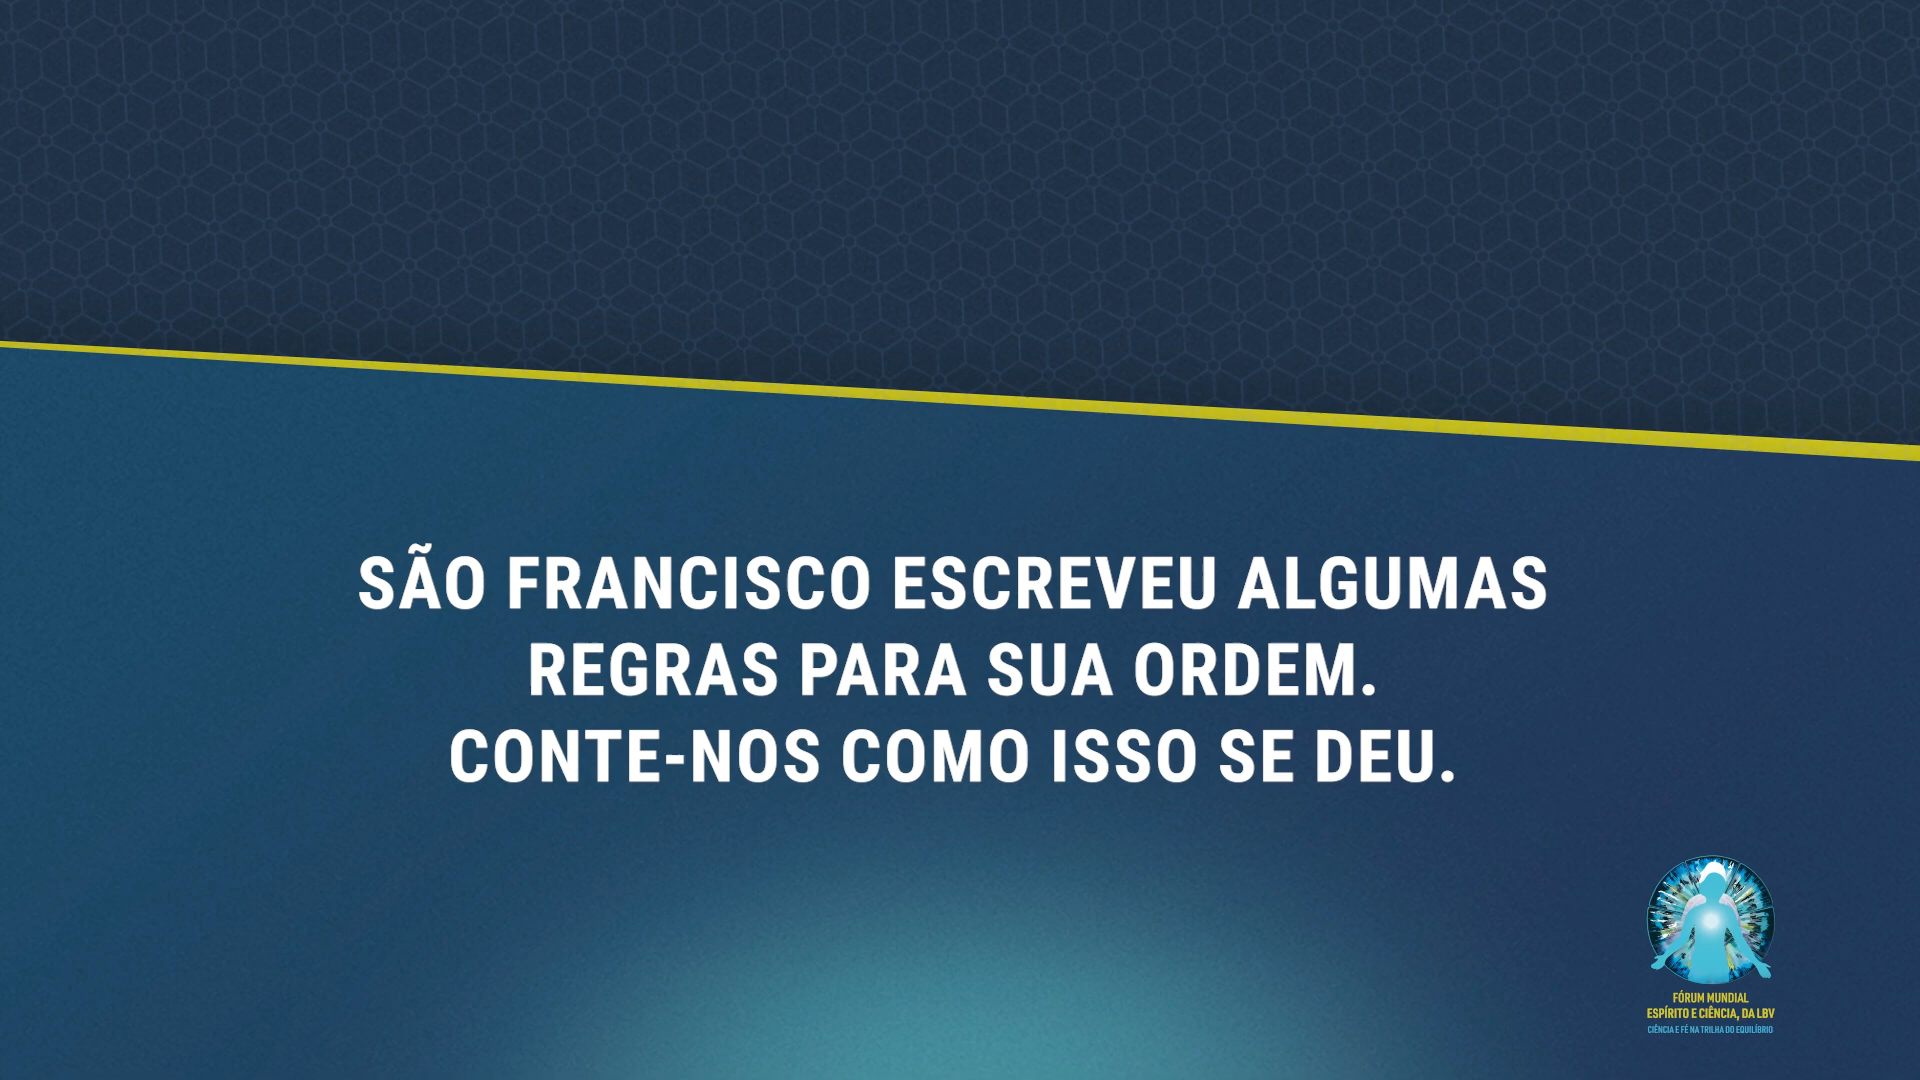 SÃO FRANCISCO ESCREVEU ALGUMAS
REGRAS PARA SUA ORDEM.
CONTE-NOS COMO ISSO SE DEU.
FÓRUM MUNDIAL
ESPÍRITO E CIÊNCIA, DA LBV
CIÊNCIA E FÉ NA TRILHA DO EQUILÍBRIO